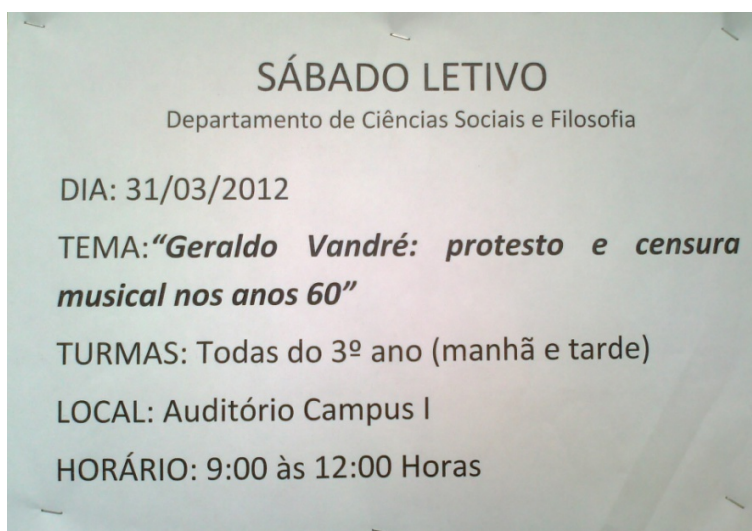 SÁBADO LETIVO
Departamento de Ciências Sociais e Filosofia
DIA: 31/03/2012
TEMA:“Geraldo Vandré: protesto e censura
musical nos anos 60”
TURMAS: Todas do 3º ano (manhã e tarde)
LOCAL: Auditório Campus I
HORÁRIO: 9:00 às 12:00 Horas